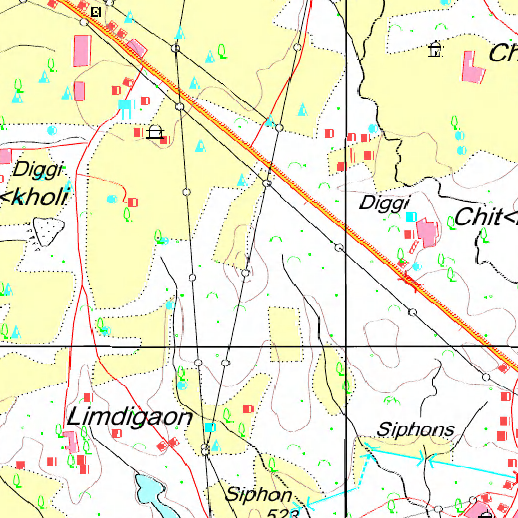 Ch
Diggi
<kholi
Diggi
Chit<
Limdigaon
Siphons
Siphon
523